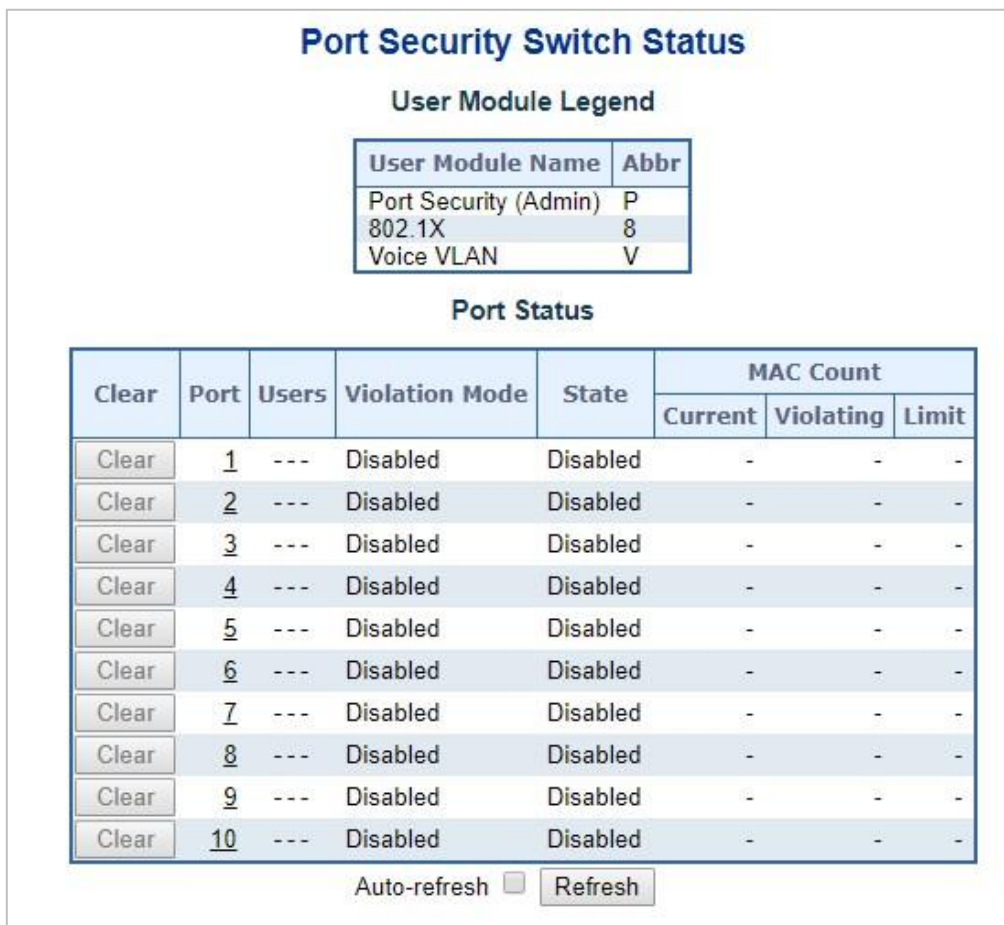 Port Security Switch Status
User Module Legend
User Module Name Abbr
Port Security (Admin) P
802.1X 8
Voice VLAN V
Port Status
Clear Port Users Violation Mode State MAC Count
Current Violating Limit
Clear 1 --- Disabled Disabled - - -
Clear 2 --- Disabled Disabled - - -
Clear 3 --- Disabled Disabled - - -
Clear 4 --- Disabled Disabled - - -
Clear 5 --- Disabled Disabled - - -
Clear 6 --- Disabled Disabled - - -
Clear 7 --- Disabled Disabled - - -
Clear 8 --- Disabled Disabled - - -
Clear 9 --- Disabled Disabled - - -
Clear 10 --- Disabled Disabled - - -
Auto-refresh Refresh